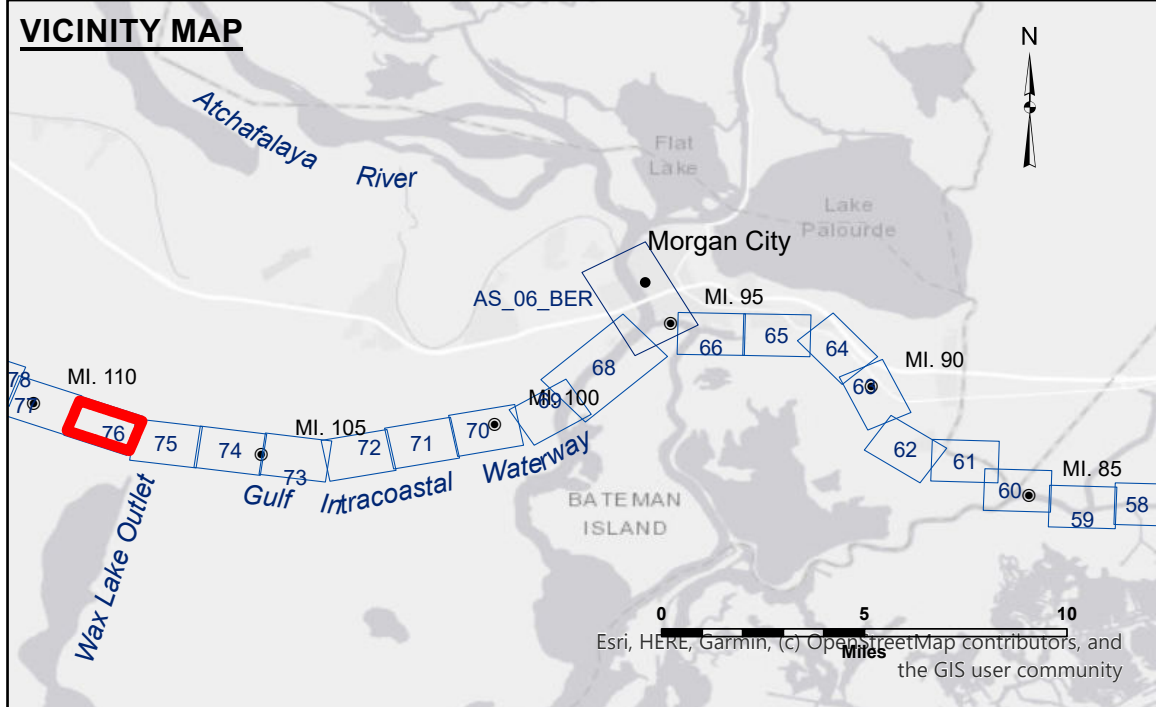 VICINITY MAP
N
Atchafalaya
River
Flat
Lake
Lake
Palourde
Morgan City
AS_06_BER
MI. 95
66
65
64
68
MI. 90
63
78
77
MI. 110
76
75
74
MI. 105
73
72
71
70
MI. 100
69
62
61
60
MI. 85
59
58
Gulf Intracoastal Waterway
Wax Lake Outlet
BATEMAN
ISLAND
0 5 10
Miles
Esri, HERE, Garmin, (c) OpenStreetMap contributors, and
the GIS user community